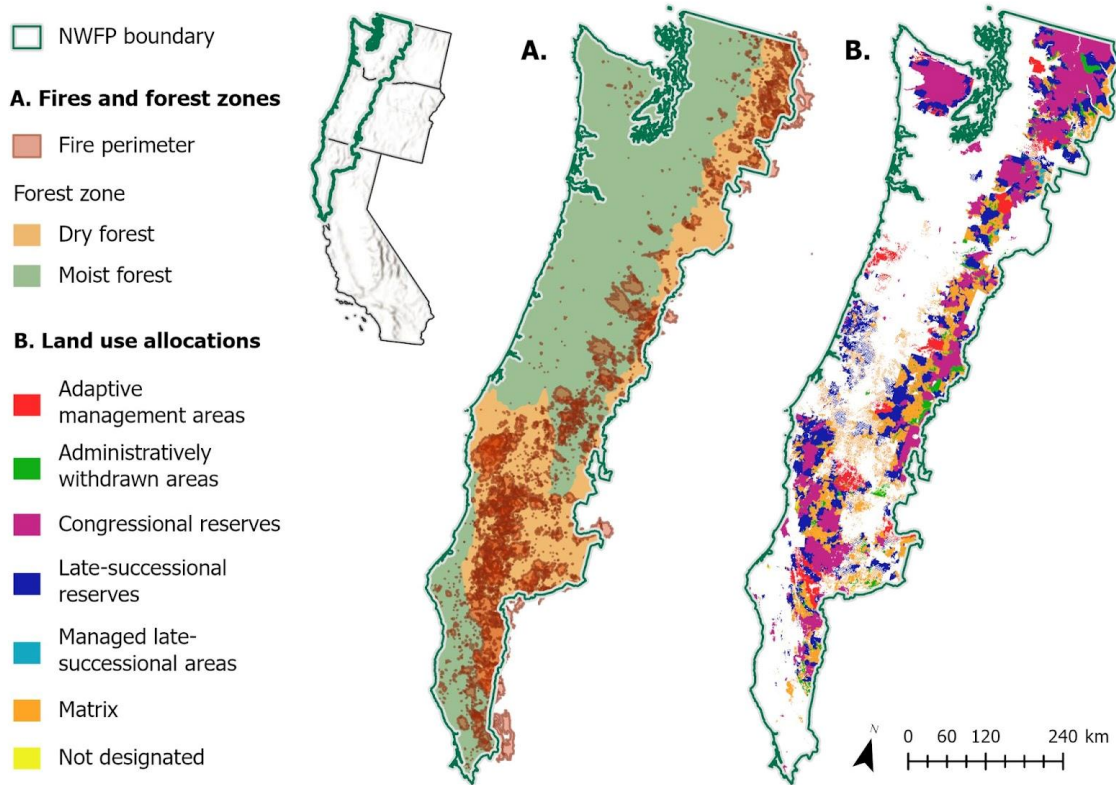 NWFP boundary
A. Fires and forest zones
Fire perimeter
Forest zone
Dry forest
Moist forest
B. Land use allocations
Adaptive
management areas
Administratively
withdrawn areas
Congressional reserves
Late-successional
reserves
Managed late-
successional areas
Matrix
Not designated
A.
B.
N
0 60 120 240 km